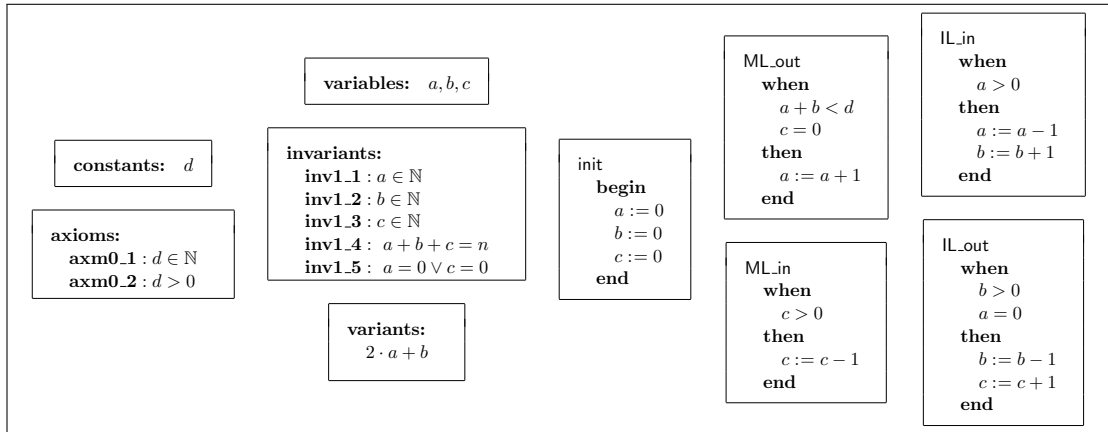 constants: d
axioms:
axm0_1 : d ∈ ℕ
axm0_2 : d > 0
variables: a, b, c
invariants:
inv1_1 : a ∈ ℕ
inv1_2 : b ∈ ℕ
inv1_3 : c ∈ ℕ
inv1_4 : a + b + c = n
inv1_5 : a = 0 ∨ c = 0
variants:
2 · a + b
init
begin
a := 0
b := 0
c := 0
end
ML_out
when
a + b < d
c = 0
then
a := a + 1
end
ML_in
when
c > 0
then
c := c − 1
end
IL_in
when
a > 0
then
a := a − 1
b := b + 1
end
IL_out
when
b > 0
a = 0
then
b := b − 1
c := c + 1
end